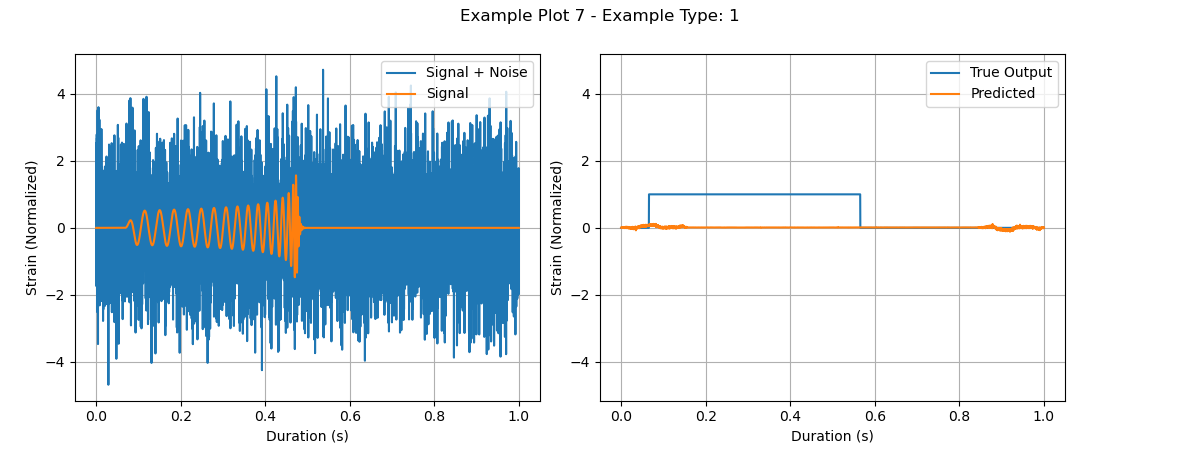 Example Plot 7 - Example Type: 1
Signal + Noise
Signal
4
2
0
−2
−4
0.0 0.2 0.4 0.6 0.8 1.0
Duration (s)
Strain (Normalized)
True Output
Predicted
4
2
0
−2
−4
0.0 0.2 0.4 0.6 0.8 1.0
Duration (s)
Strain (Normalized)